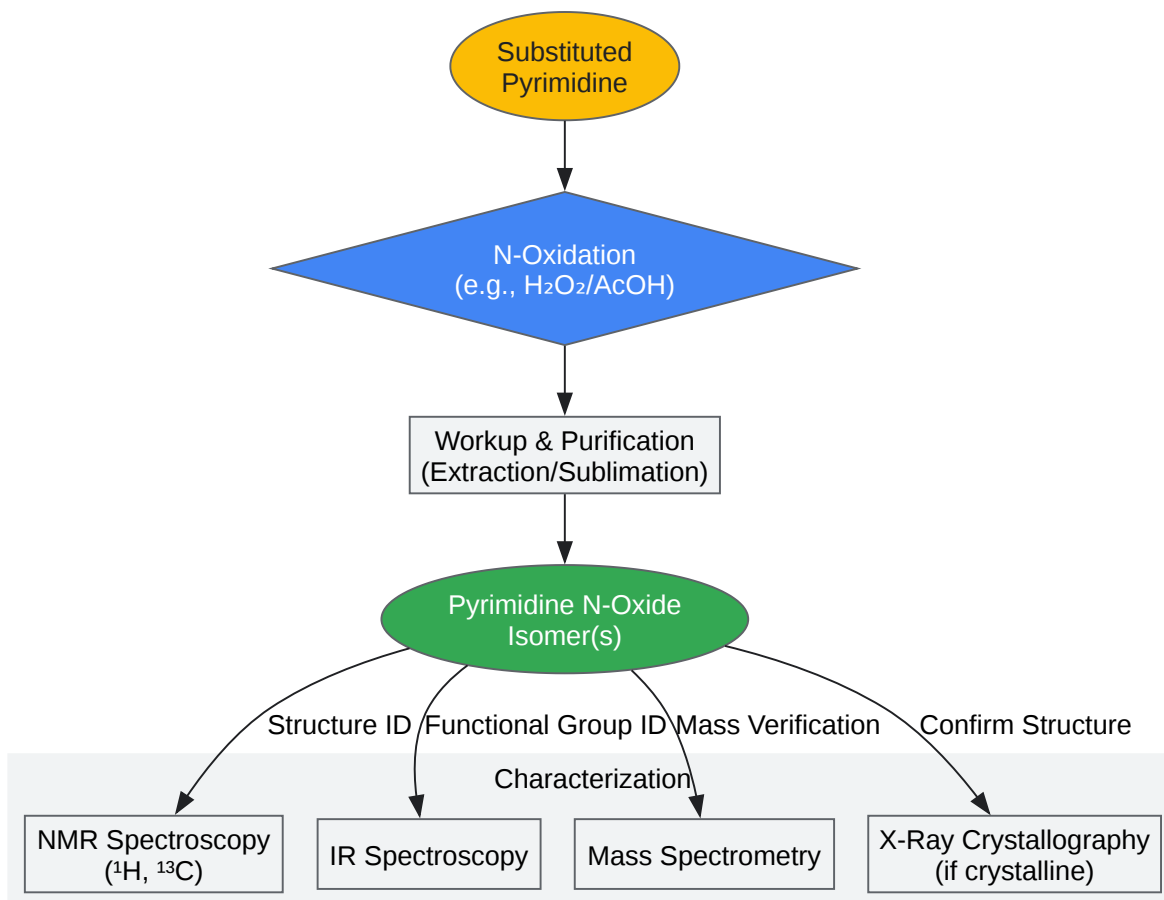 Substituted
Pyrimidine
N-Oxidation
(e.g., H₂O₂/AcOH)
Workup & Purification
(Extraction/Sublimation)
Pyrimidine N-Oxide
Isomer(s)
Structure ID
Functional Group ID
Mass Verification
Confirm Structure
Characterization
NMR Spectroscopy
(¹H, ¹³C)
IR Spectroscopy
Mass Spectrometry
X-Ray Crystallography
(if crystalline)